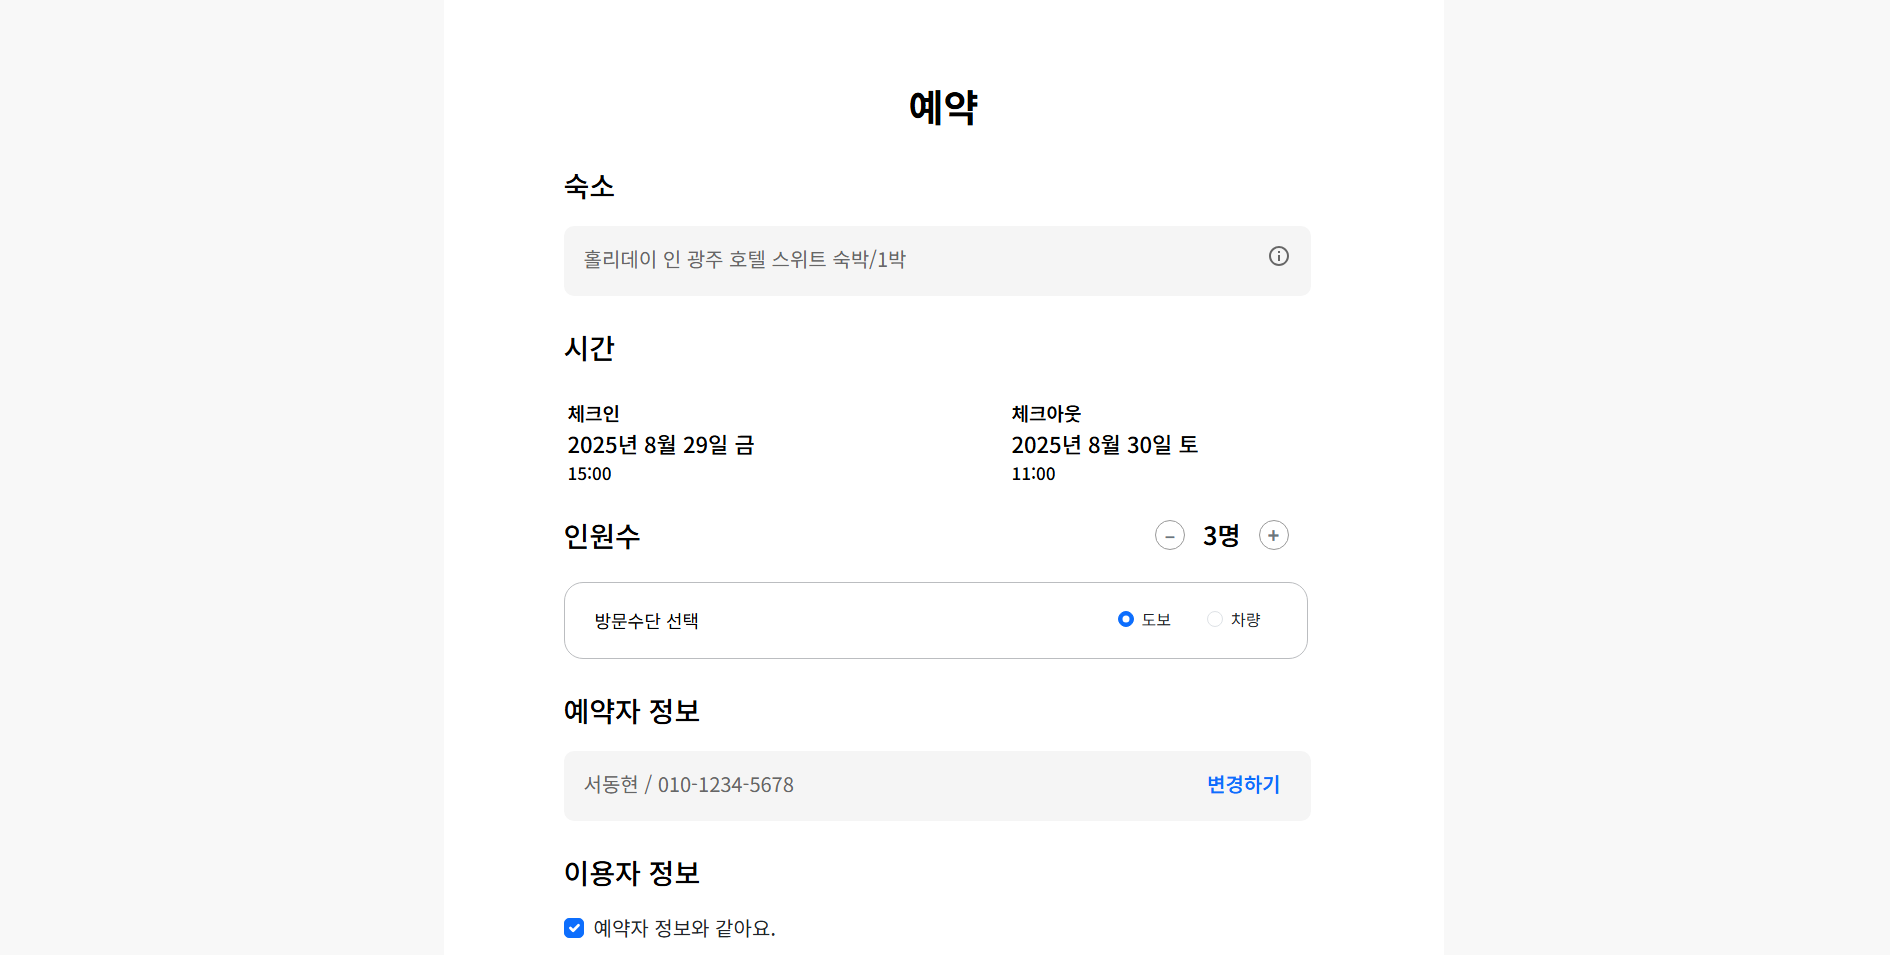 예약
숙소
홀리데이 인 광주 호텔 스위트 숙박/1박
시간
체크인
2025년 8월 29일 금
15:00
체크아웃
2025년 8월 30일 토
11:00
인원수
– 3명 +
방문수단 선택 도보 차량
예약자 정보
서동현 / 010-1234-5678 변경하기
이용자 정보
예약자 정보와 같아요.